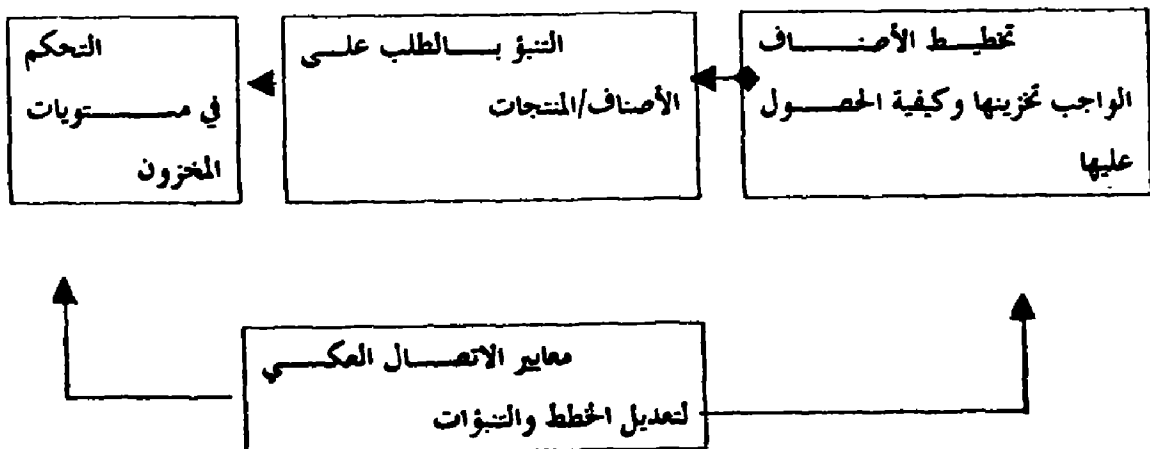 تخطيط الأصناف
الواجب تخزينها وكيفية الحصول
عليها
التنبؤ بالطلب على
الأصناف/المنتجات
التحكم
في مستويات
المخزون
معايير الاتصال العكسي
لتعديل الخطط والتنبؤات